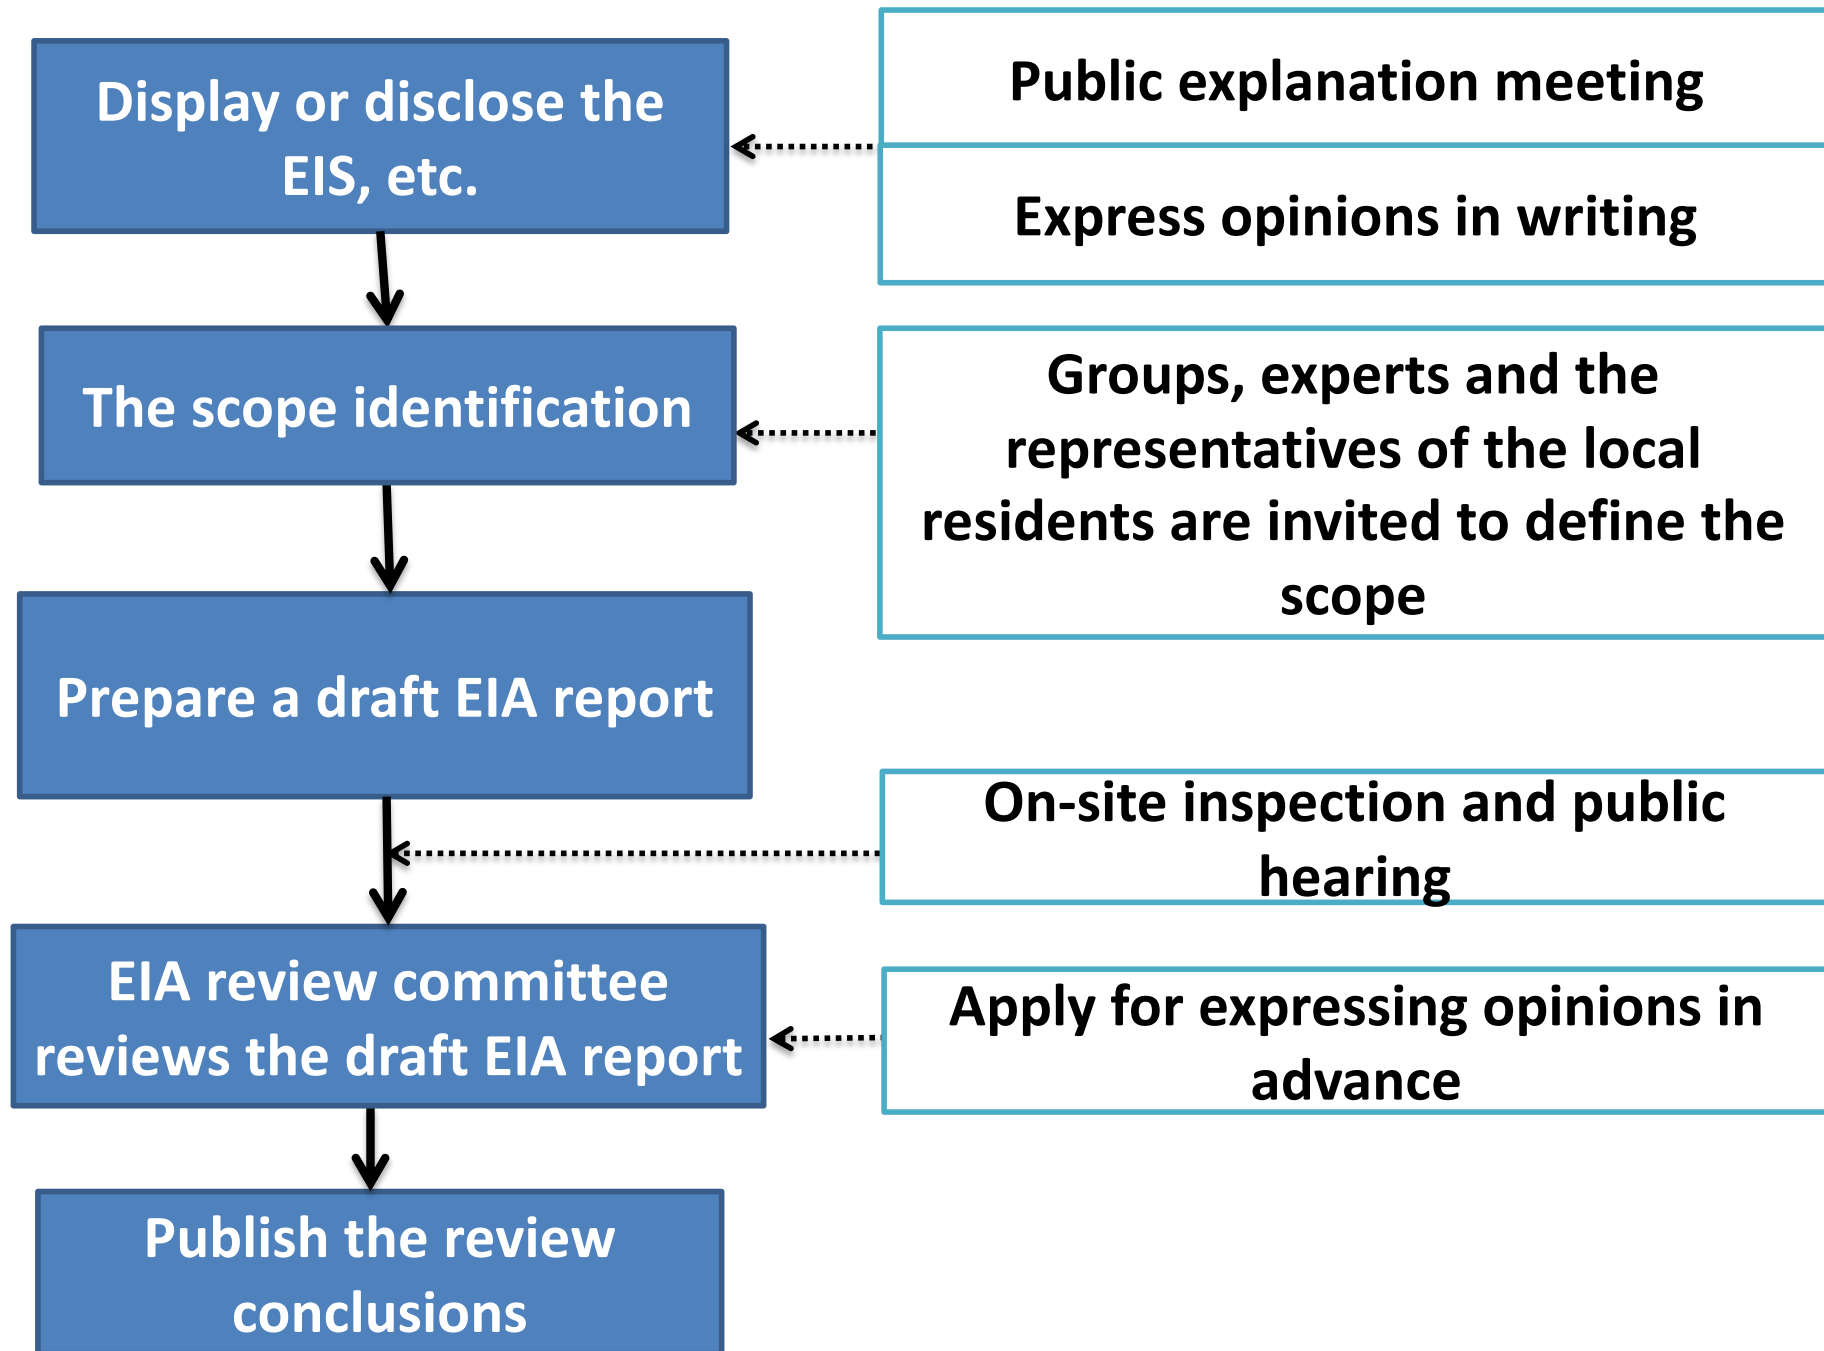 Display or disclose the
EIS, etc.
Public explanation meeting
Express opinions in writing
The scope identification
Groups, experts and the
representatives of the local
residents are invited to define the
scope
Prepare a draft EIA report
On-site inspection and public
hearing
EIA review committee
reviews the draft EIA report
Apply for expressing opinions in
advance
Publish the review
conclusions